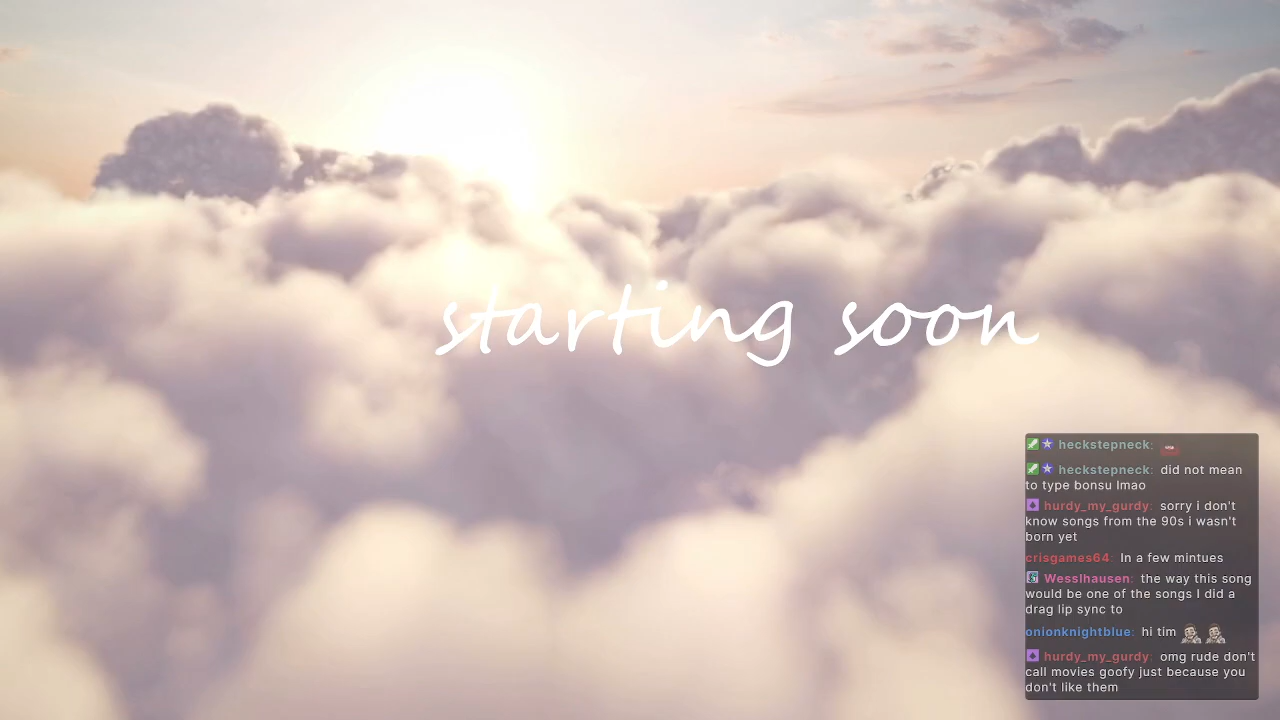 starting soon
heckstepneck:
heckstepneck: did not mean
to type bonsu lmao
hurdy_my_gurdy: sorry i don't
know songs from the 90s i wasn't
born yet
crisgames64: In a few mintues
Wesslhausen: the way this song
would be one of the songs I did a
drag lip sync to
onionknightblue: hi tim
hurdy_my_gurdy: omg rude don't
call movies goofy just because you
don't like them